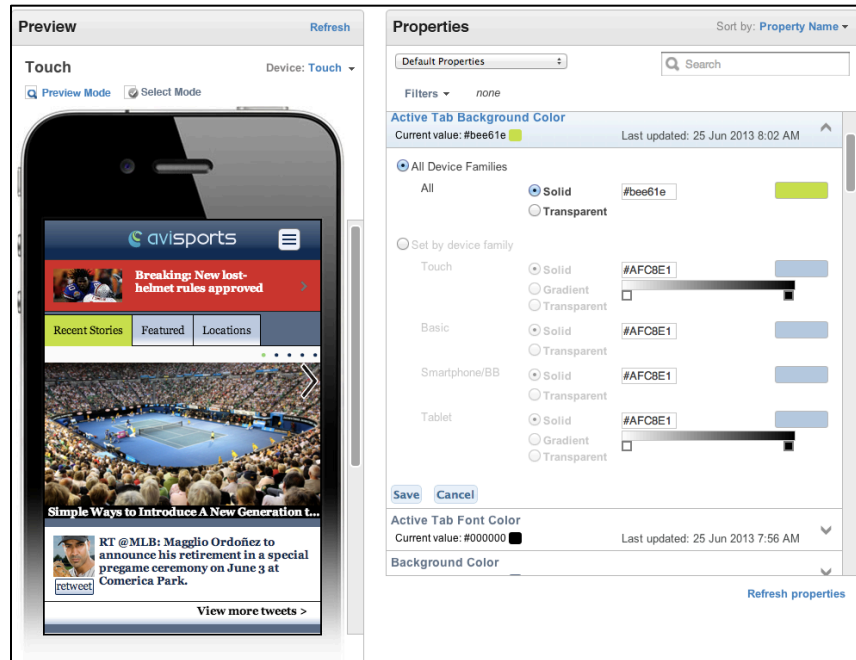 Preview
Refresh
Touch
Device: Touch
Preview Mode
Select Mode
avisports
Breaking: New lost-
helmet rules approved
Recent Stories
Featured
Locations
Simple Ways to Introduce A New Generation t...
RT @MLB: Magglio Ordoñez to
announce his retirement in a special
pregame ceremony on June 3 at
Comerica Park.
retweet
View more tweets >
Properties
Sort by: Property Name
Default Properties
Search
Filters
none
Active Tab Background Color
Current value: #bee61e
Last updated: 25 Jun 2013 8:02 AM
All Device Families
All
Solid
#bee61e
Transparent
Set by device family
Touch
Solid
#AFC8E1
Gradient
Transparent
Basic
Solid
#AFC8E1
Transparent
Smartphone/BB
Solid
#AFC8E1
Transparent
Tablet
Solid
#AFC8E1
Gradient
Transparent
Save
Cancel
Active Tab Font Color
Current value: #000000
Last updated: 25 Jun 2013 7:56 AM
Background Color
Refresh properties